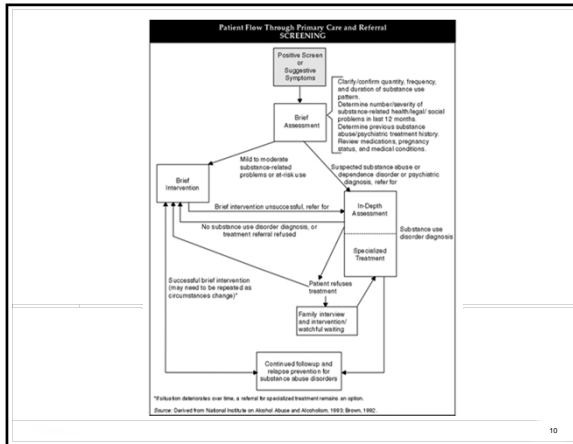 Patient Flow Through Primary Care and Referral
SCREENING
Positive Screen
or
Suggestive
Symptoms
Clarify/confirm quantity, frequency,
and duration of substance use
pattern.
Determine number/severity of
substance-related health/legal/ social
problems in last 12 months.
Determine previous substance
abuse/psychiatric treatment history.
Review medications, pregnancy
status, and medical conditions.
Brief
Assessment
Mild to moderate
substance-related
problems or at-risk use
Suspected substance abuse or
dependence disorder or psychiatric
diagnosis, refer for
Brief
Intervention
Brief intervention unsuccessful, refer for
In-Depth
Assessment
No substance use disorder diagnosis, or
treatment referral refused
Substance use
disorder diagnosis
Specialized
Treatment
Successful brief intervention
(may need to be repeated as
circumstances change)*
Patient refuses
treatment
Family interview
and intervention/
watchful waiting
Continued followup and
relapse prevention for
substance abuse disorders
*If situation deteriorates over time, a referral for specialized treatment remains an option.
Source: Derived from National Institute on Alcohol Abuse and Alcoholism, 1993; Brown, 1992.
10